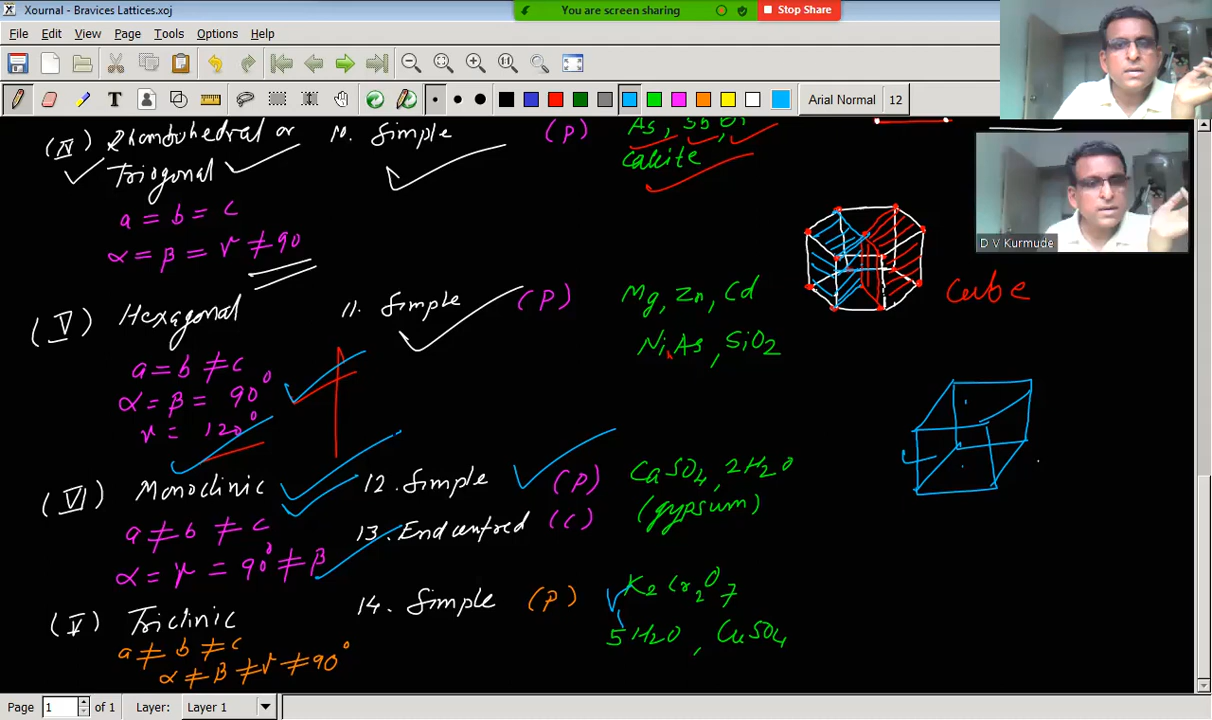 Xournal - Bravices Lattices.xoj
You are screen sharing
Stop Share
File Edit View Page Tools Options Help
T
Arial Normal 12
(IV) Rhombohedral or 10. Simple (P) As, Sb, Bi
Trigonal calcite
a = b = c
α = β = γ ≠ 90
D V Kurmude
cube
(V) Hexagonal 11. Simple (P) Mg, Zn, Cd
NiAs, SiO2
a = b ≠ c
α = β = 90°
γ = 120°
(VI) Monoclinic 12. Simple (P) CaSO4, 2H2O
a ≠ b ≠ c 13. End centred (C) (gypsum)
α = γ = 90° ≠ β
14. Simple (P) K2Cr2O7
(V) Triclinic 5H2O, CuSO4
a ≠ b ≠ c
α ≠ β ≠ γ ≠ 90°
Page 1 of 1 Layer: Layer 1